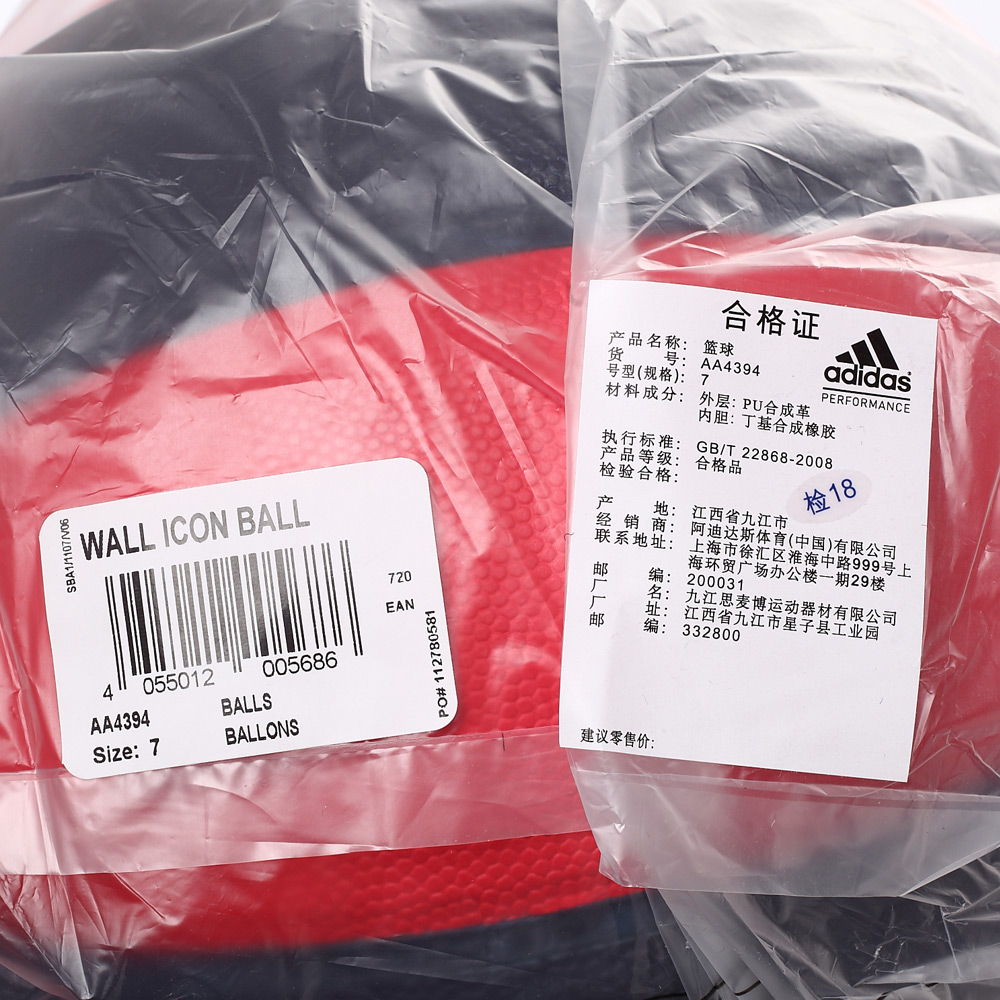 SBA1/1107/V06
WALL ICON BALL
720
EAN
4 055012 005686
PO# 112780581
AA4394
BALLS
Size: 7
BALLONS
合格证
adidas
PERFORMANCE
产品名称: 篮球
货 号: AA4394
号型(规格): 7
材料成分: 外层: PU合成革
内胆: 丁基合成橡胶
执行标准: GB/T 22868-2008
产品等级: 合格品
检验合格:
检18
产 地: 江西省九江市
经 销 商: 阿迪达斯体育(中国)有限公司
联系地址: 上海市徐汇区淮海中路999号上
海环贸广场办公楼一期29楼
邮 编: 200031
厂 名: 九江思麦博运动器材有限公司
厂 址: 江西省九江市星子县工业园
邮 编: 332800
建议零售价: